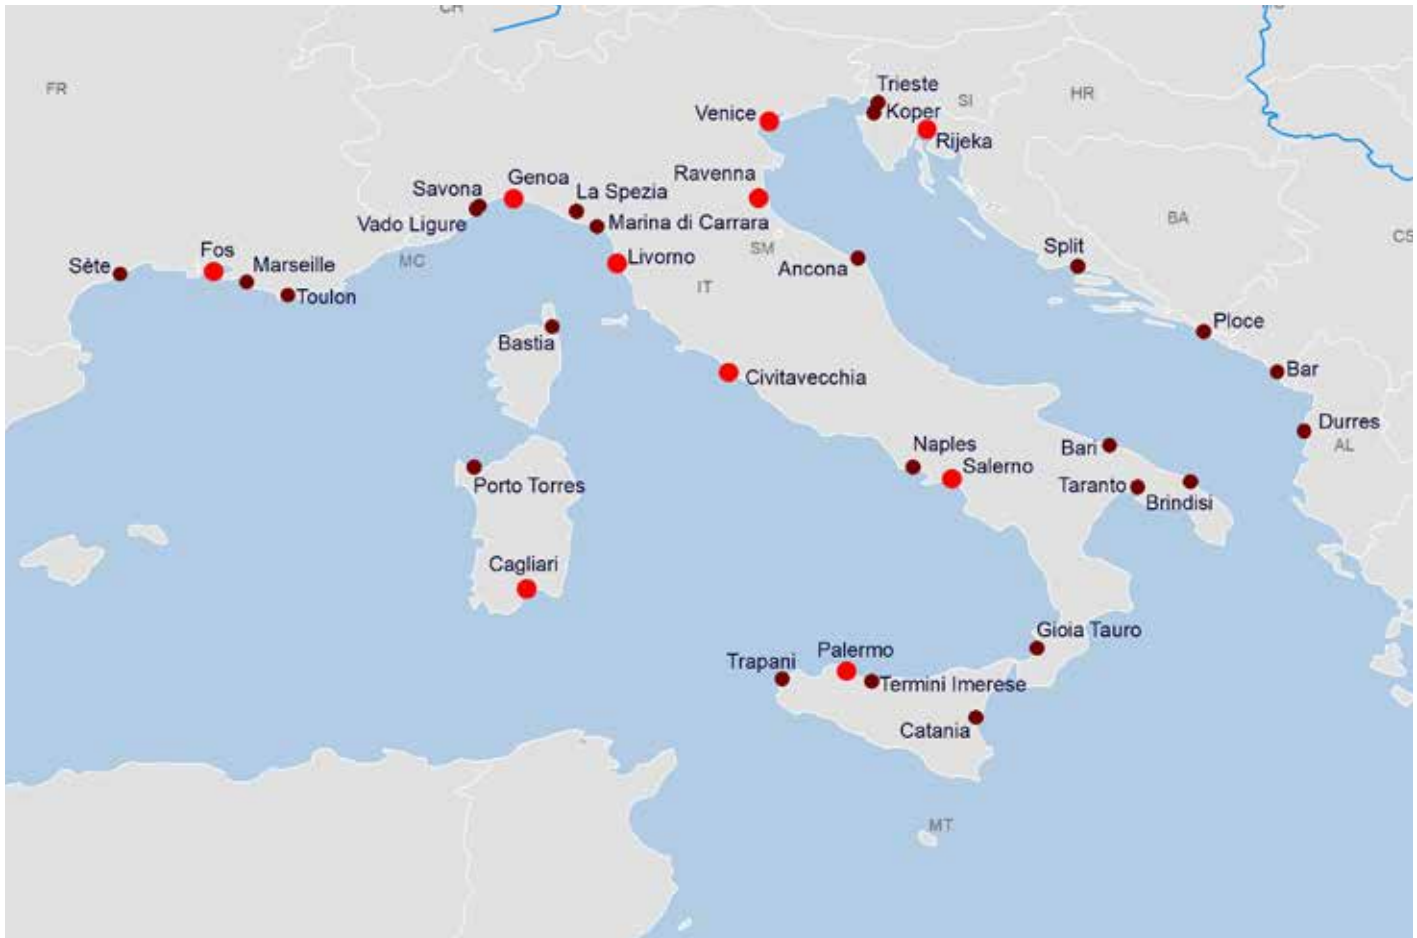 CH
FR
Trieste
SI
HR
Venice
Koper
Rijeka
Ravenna
Genoa
Savona
La Spezia
Vado Ligure
Marina di Carrara
BA
CS
Fos
Split
SM
MC
Sète
Marseille
Livorno
Ancona
Toulon
IT
Ploce
Bastia
Bar
Civitavecchia
Durres
Naples
Bari
AL
Salerno
Porto Torres
Taranto
Brindisi
Cagliari
Gioia Tauro
Palermo
Trapani
Termini Imerese
Catania
MT